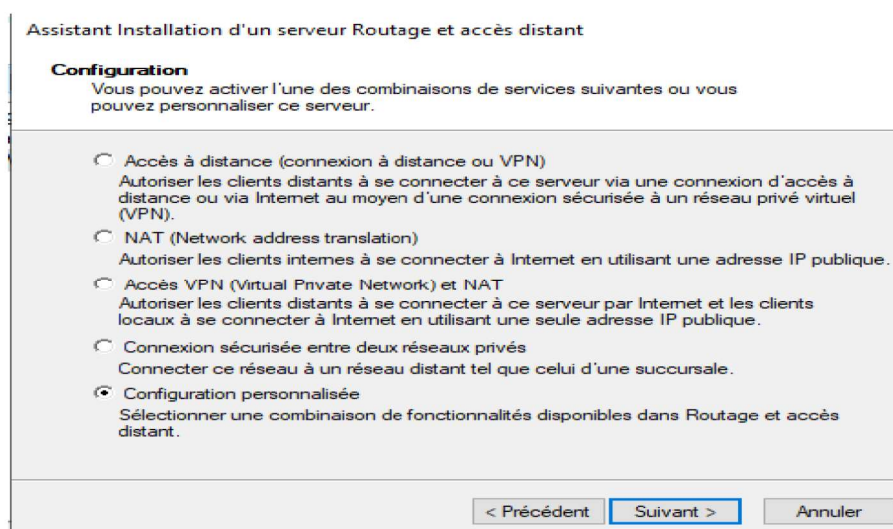 Assistant Installation d'un serveur Routage et accès distant
Configuration
Vous pouvez activer l'une des combinaisons de services suivantes ou vous
pouvez personnaliser ce serveur.
Accès à distance (connexion à distance ou VPN)
Autoriser les clients distants à se connecter à ce serveur via une connexion d'accès à
distance ou via Internet au moyen d'une connexion sécurisée à un réseau privé virtuel
(VPN).
NAT (Network address translation)
Autoriser les clients internes à se connecter à Internet en utilisant une adresse IP publique.
Accès VPN (Virtual Private Network) et NAT
Autoriser les clients distants à se connecter à ce serveur par Internet et les clients
locaux à se connecter à Internet en utilisant une seule adresse IP publique.
Connexion sécurisée entre deux réseaux privés
Connecter ce réseau à un réseau distant tel que celui d'une succursale.
Configuration personnalisée
Sélectionner une combinaison de fonctionnalités disponibles dans Routage et accès
distant.
< Précédent Suivant > Annuler